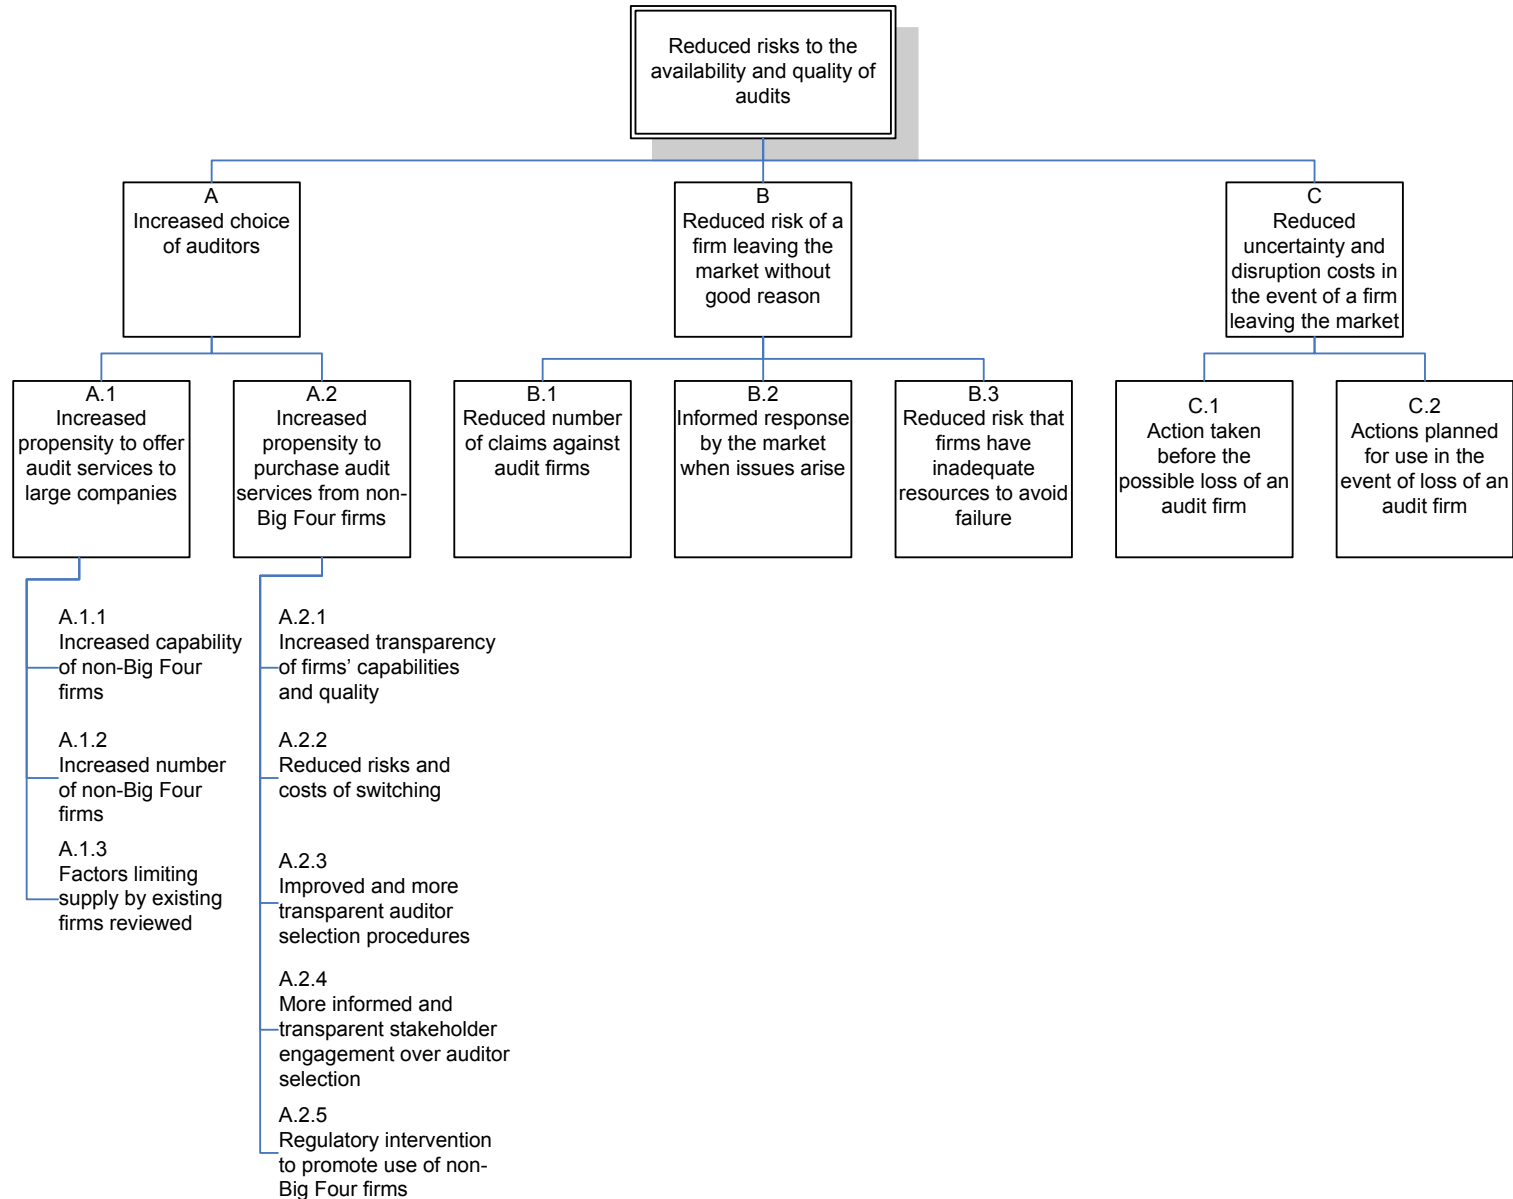 Reduced risks to the
availability and quality of
audits
A
Increased choice
of auditors
B
Reduced risk of a
firm leaving the
market without
good reason
C
Reduced
uncertainty and
disruption costs in
the event of a firm
leaving the market
A.1
Increased
propensity to offer
audit services to
large companies
A.2
Increased
propensity to
purchase audit
services from non-
Big Four firms
B.1
Reduced number
of claims against
audit firms
B.2
Informed response
by the market
when issues arise
B.3
Reduced risk that
firms have
inadequate
resources to avoid
failure
C.1
Action taken
before the
possible loss of an
audit firm
C.2
Actions planned
for use in the
event of loss of an
audit firm
A.1.1
Increased capability
of non-Big Four
firms
A.1.2
Increased number
of non-Big Four
firms
A.1.3
Factors limiting
supply by existing
firms reviewed
A.2.1
Increased transparency
of firms’ capabilities
and quality
A.2.2
Reduced risks and
costs of switching
A.2.3
Improved and more
transparent auditor
selection procedures
A.2.4
More informed and
transparent stakeholder
engagement over auditor
selection
A.2.5
Regulatory intervention
to promote use of non-
Big Four firms